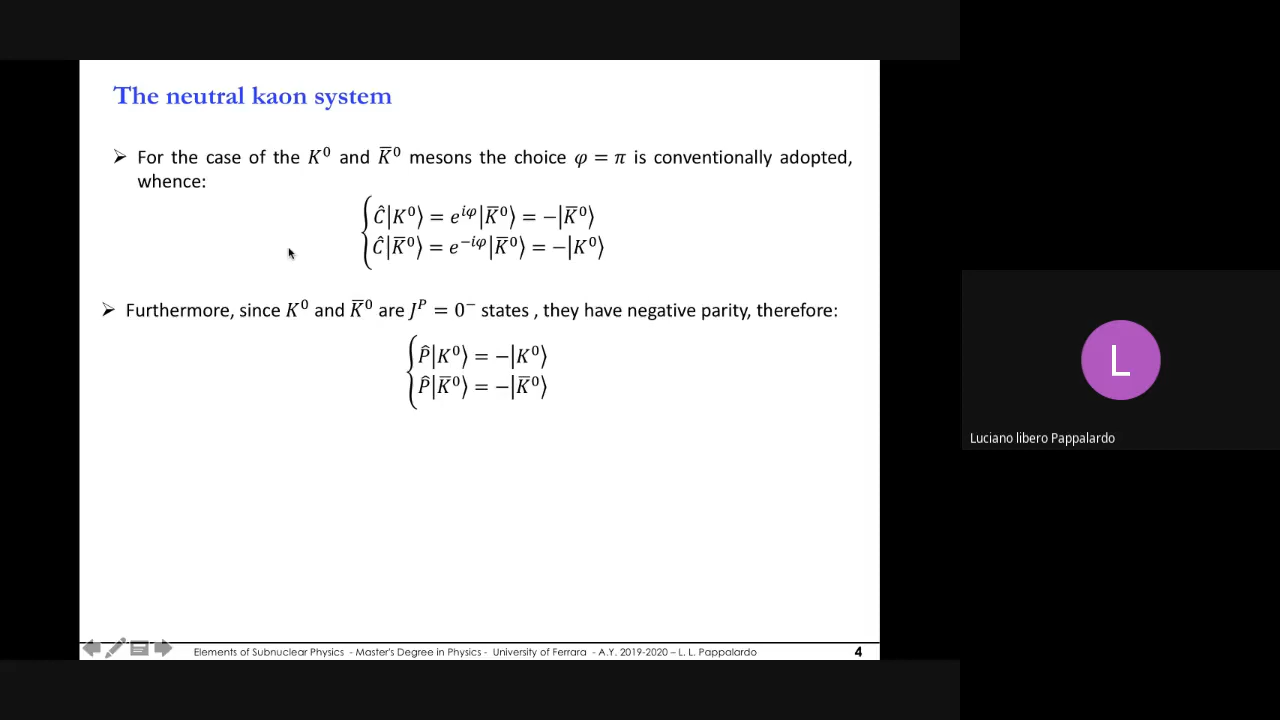 The neutral kaon system
➢ For the case of the K⁰ and K̅⁰ mesons the choice φ = π is conventionally adopted,
whence:
Ĉ|K⁰⟩ = e^{iφ}|K̅⁰⟩ = −|K̅⁰⟩
Ĉ|K̅⁰⟩ = e^{−iφ}|K̅⁰⟩ = −|K⁰⟩
➢ Furthermore, since K⁰ and K̅⁰ are J^P = 0⁻ states , they have negative parity, therefore:
P̂|K⁰⟩ = −|K⁰⟩
P̂|K̅⁰⟩ = −|K̅⁰⟩
L
Luciano libero Pappalardo
Elements of Subnuclear Physics - Master's Degree in Physics - University of Ferrara - A.Y. 2019-2020 – L. L. Pappalardo
4